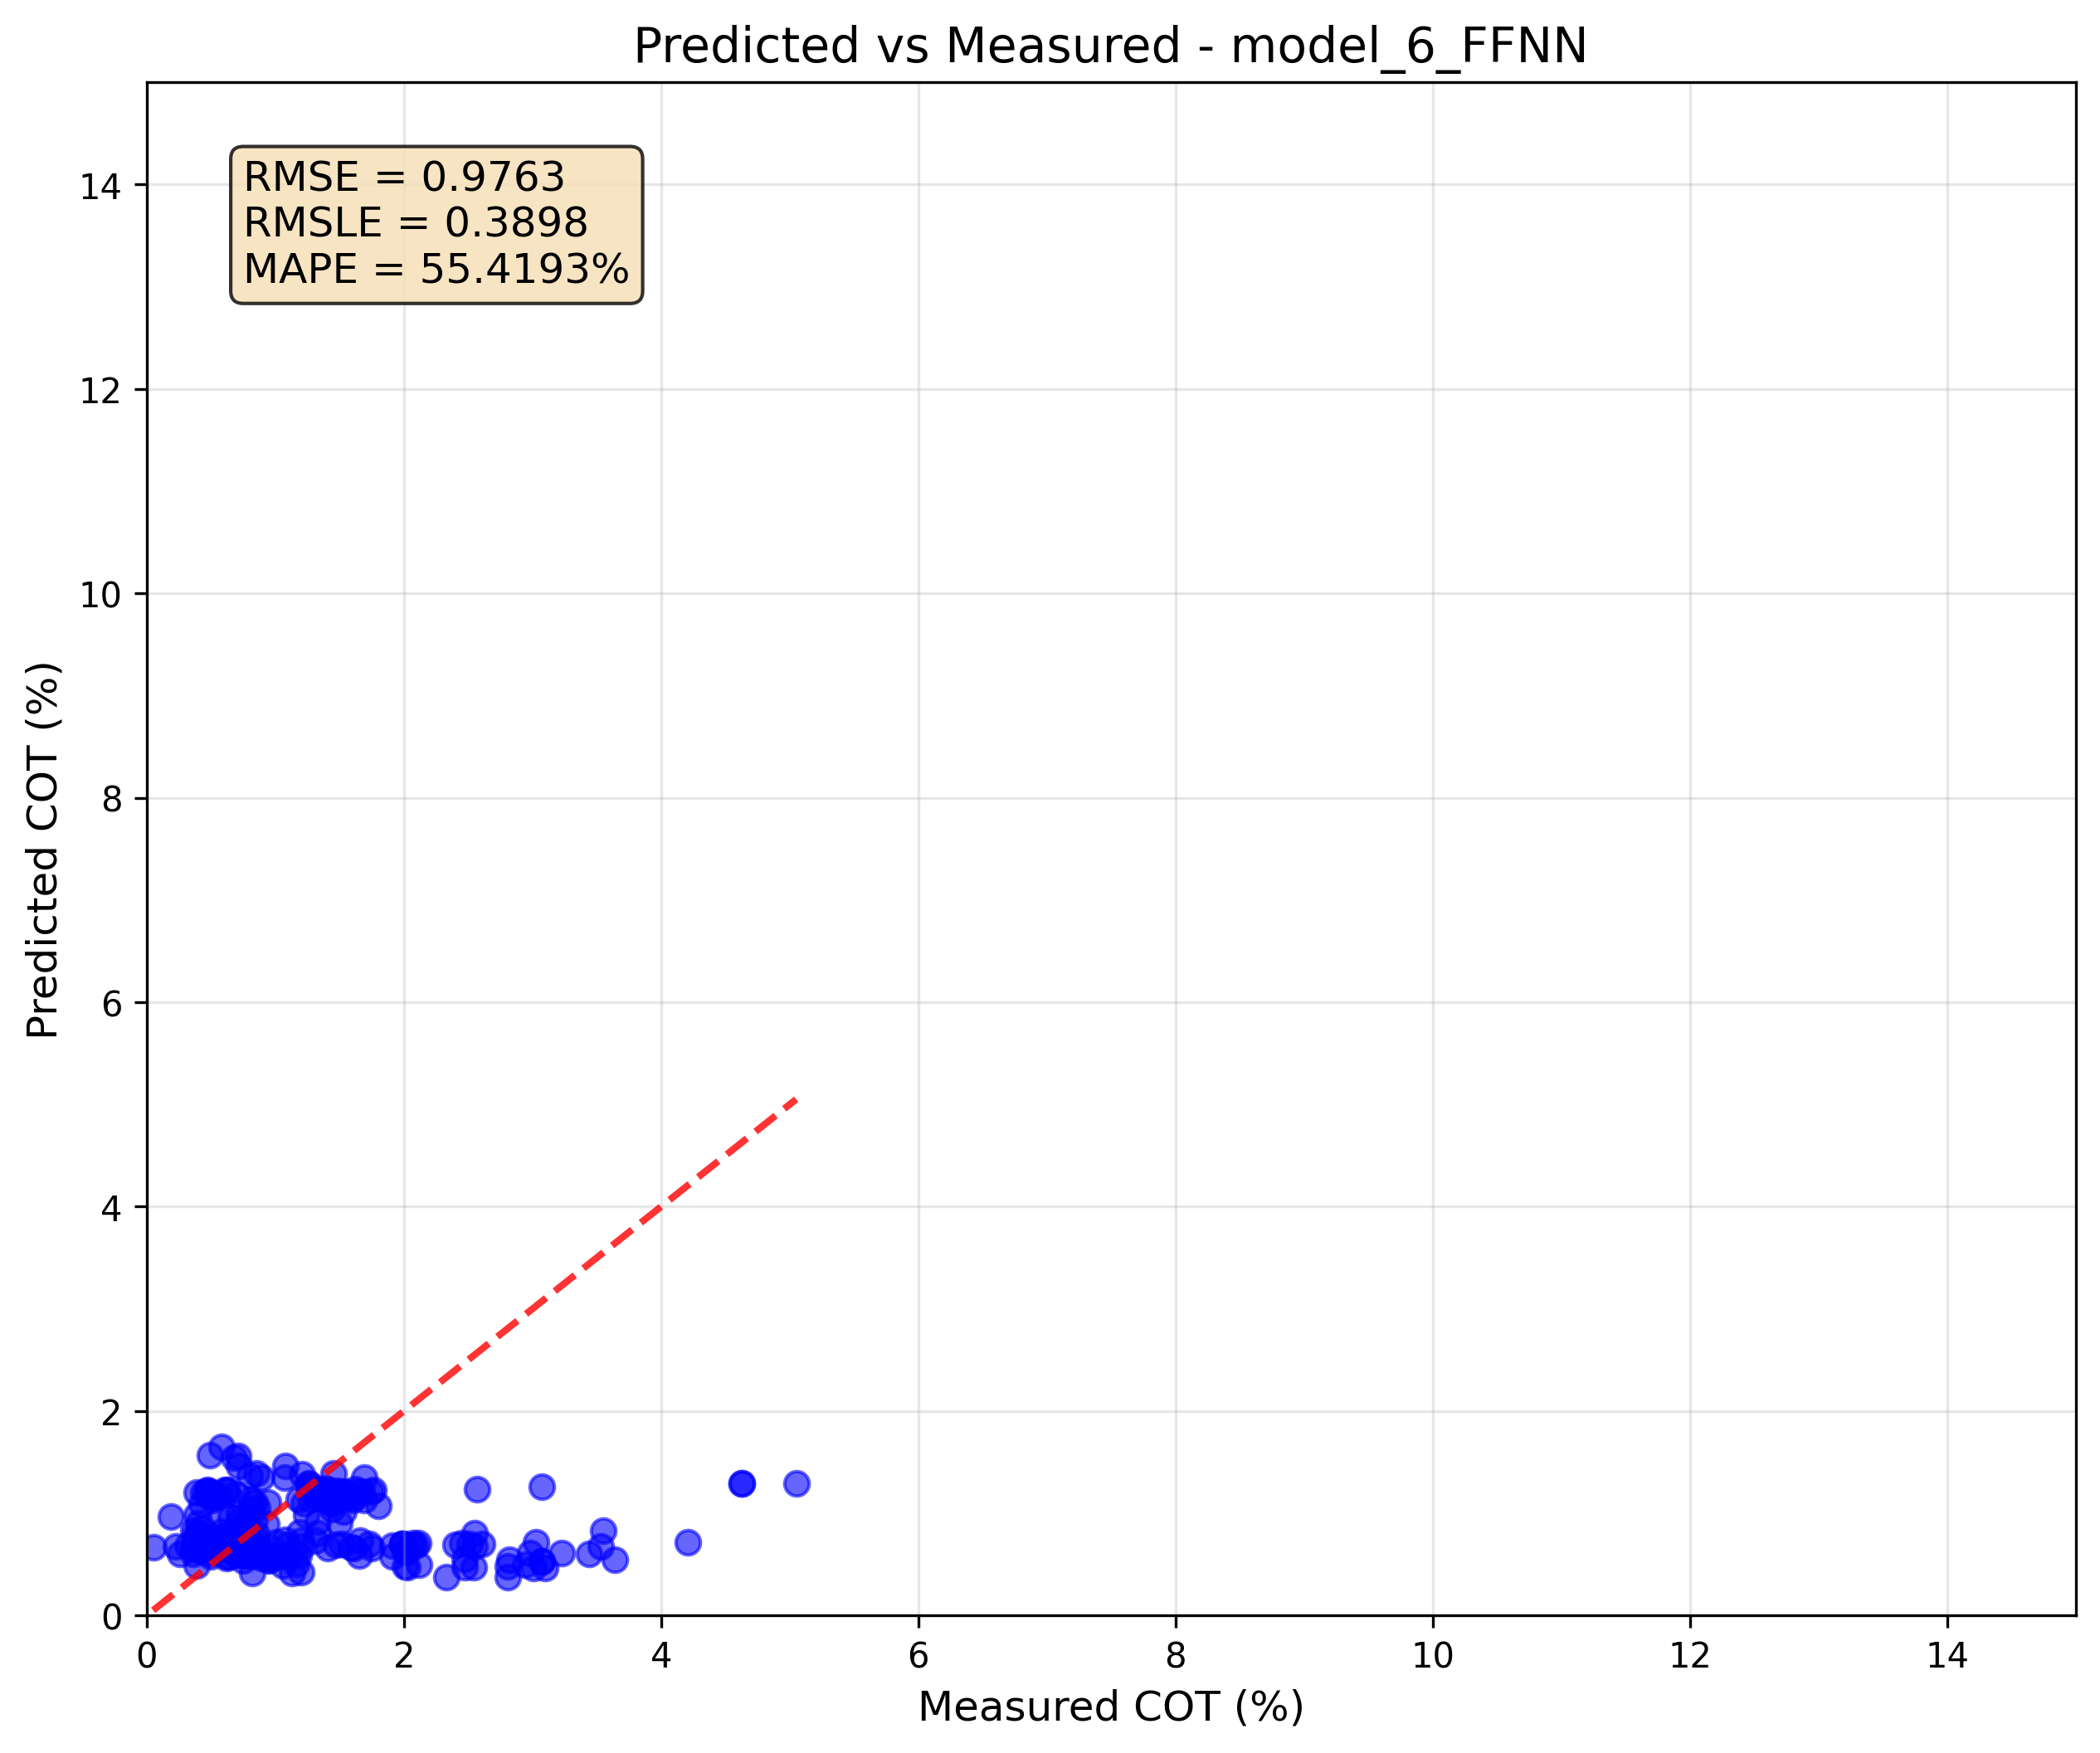 Predicted vs Measured - model_6_FFNN
RMSE = 0.9763
RMSLE = 0.3898
MAPE = 55.4193%
Predicted COT (%)
14
12
10
8
6
4
2
0
0 2 4 6 8 10 12 14
Measured COT (%)